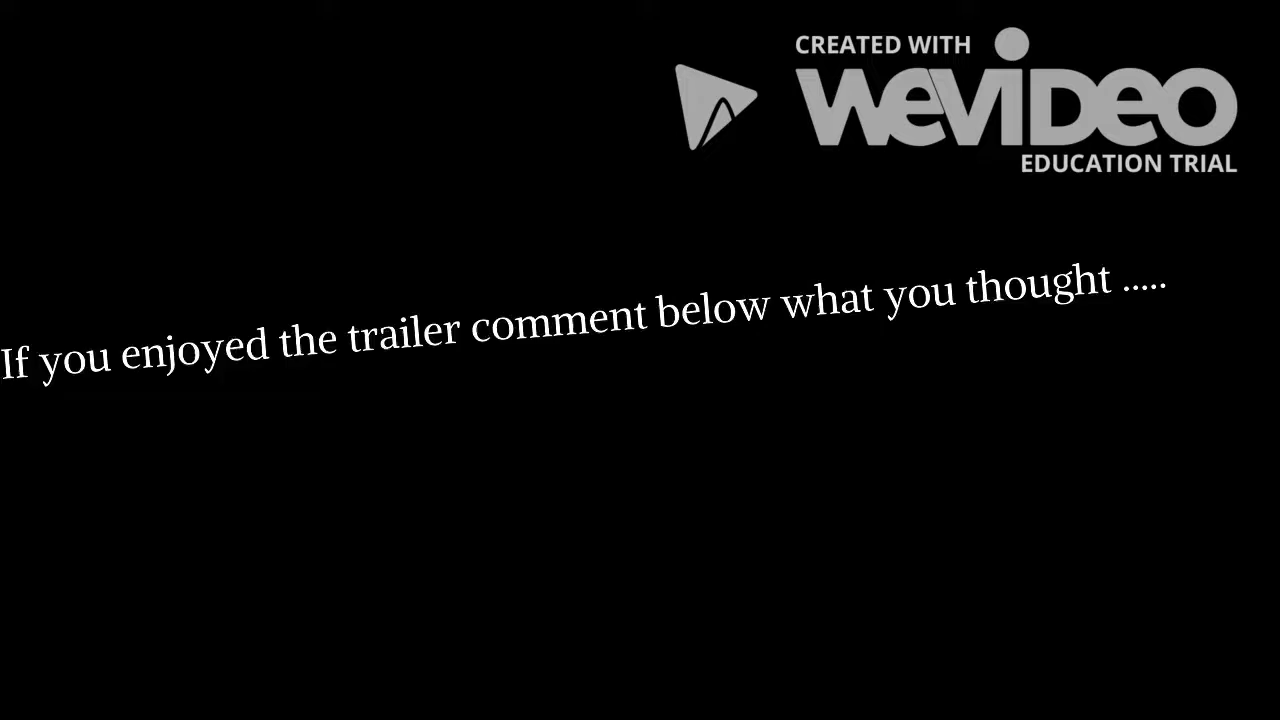 CREATED WITH
WEVIDEO
EDUCATION TRIAL
If you enjoyed the trailer comment below what you thought .....